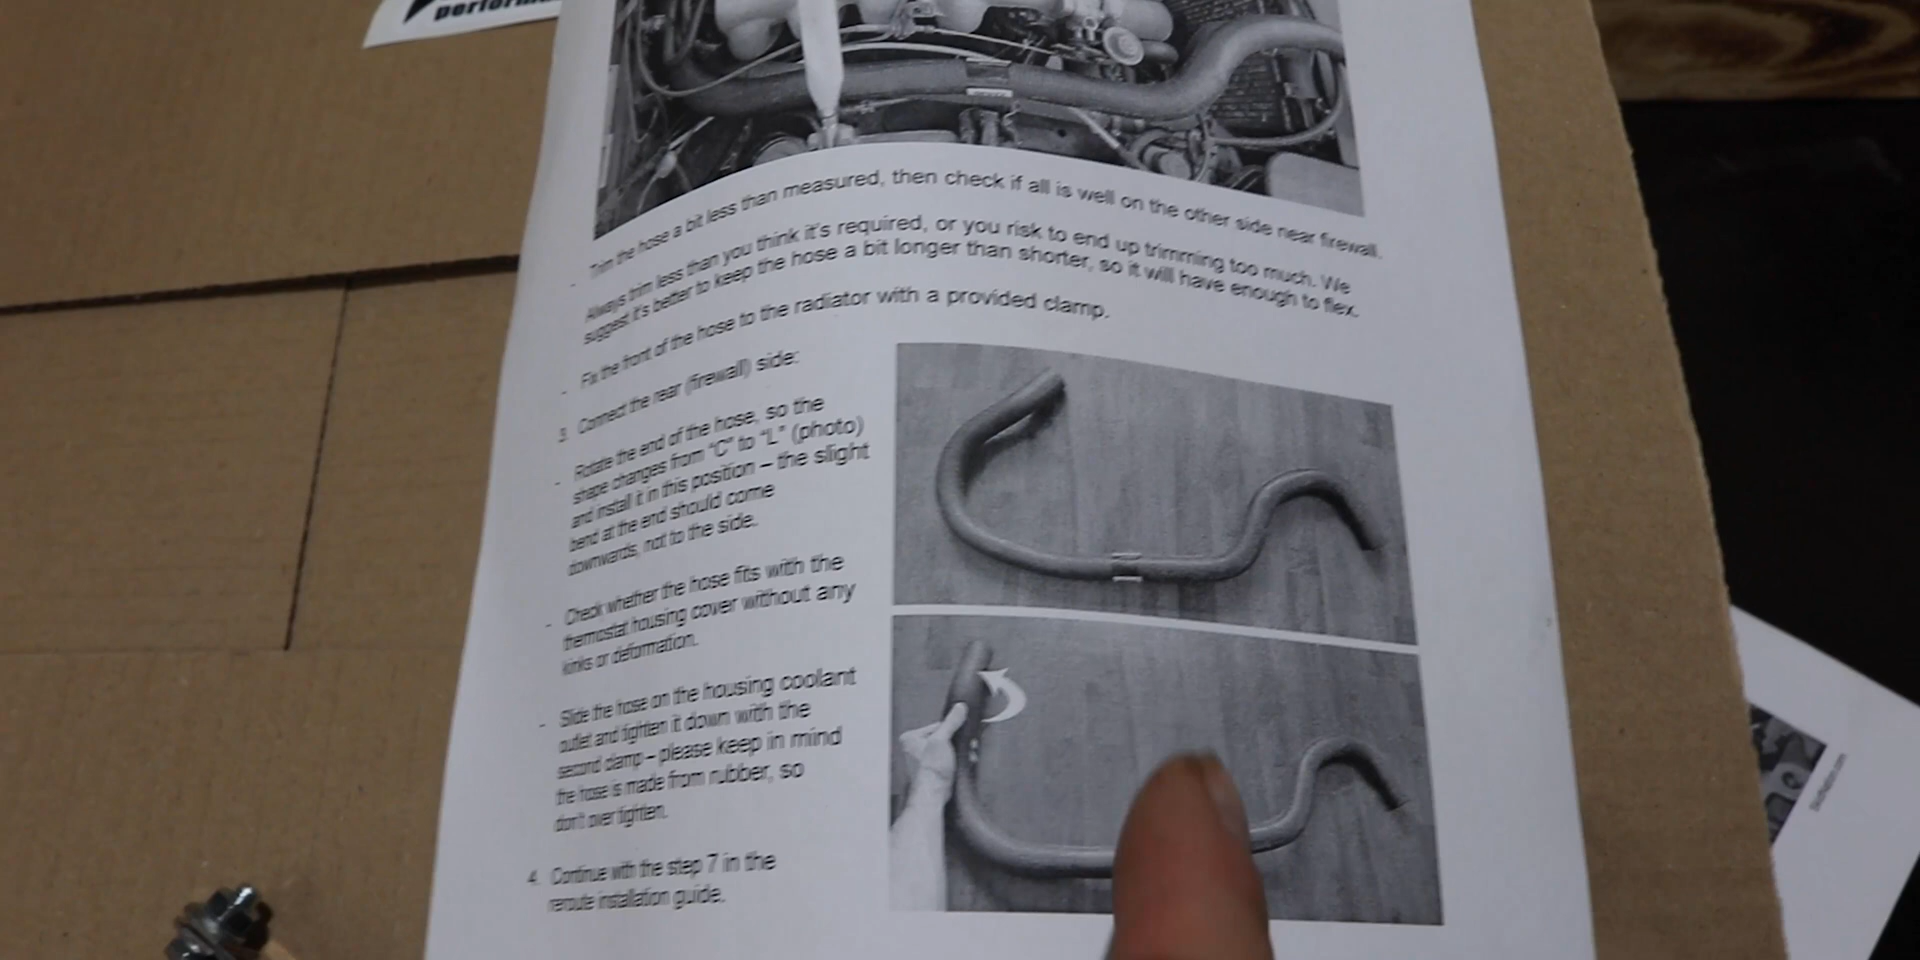 perform
- Trim the hose a bit less than measured, then check if all is well on the other side near firewall.
Always trim less than you think it's required, or you risk to end up trimming too much. We
suggest it's better to keep the hose a bit longer than shorter, so it will have enough to flex.
- Fix the front of the hose to the radiator with a provided clamp.
3. Connect the rear (firewall) side:
- Rotate the end of the hose, so the
shape changes from "C" to "L" (photo)
and install it in this position – the slight
bend at the end should come
downwards, not to the side.
- Check whether the hose fits with the
thermostat housing cover without any
kinks or deformation.
- Slide the hose on the housing coolant
outlet and tighten it down with the
second clamp – please keep in mind
the hose is made from rubber, so
don't over tighten.
4. Continue with the step 7 in the
reroute installation guide.